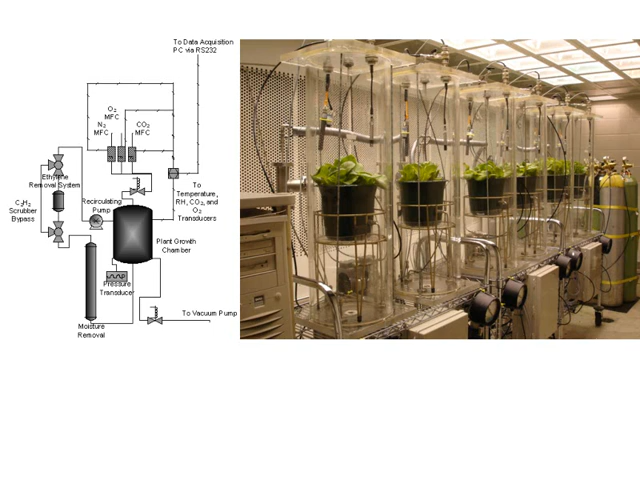 To Data Acquisition
PC via RS232
O2
MFC
N2
MFC
CO2
MFC
Ethylene
Removal System
C2H2
Scrubber
Bypass
Recirculating
Pump
To
Temperature,
RH, CO2, and
O2
Transducers
Plant Growth
Chamber
Pressure
Transducer
To Vacuum Pump
Moisture
Removal